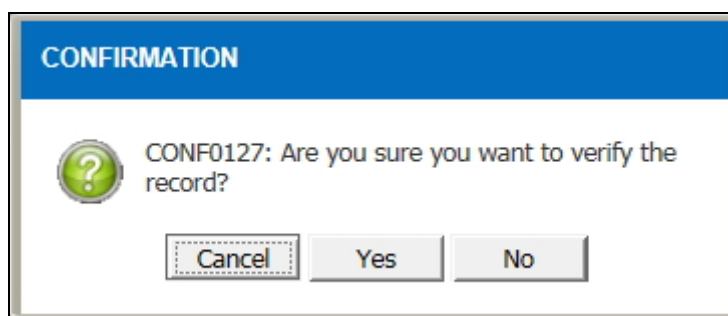 CONFIRMATION
CONF0127: Are you sure you want to verify the
record?
Cancel Yes No